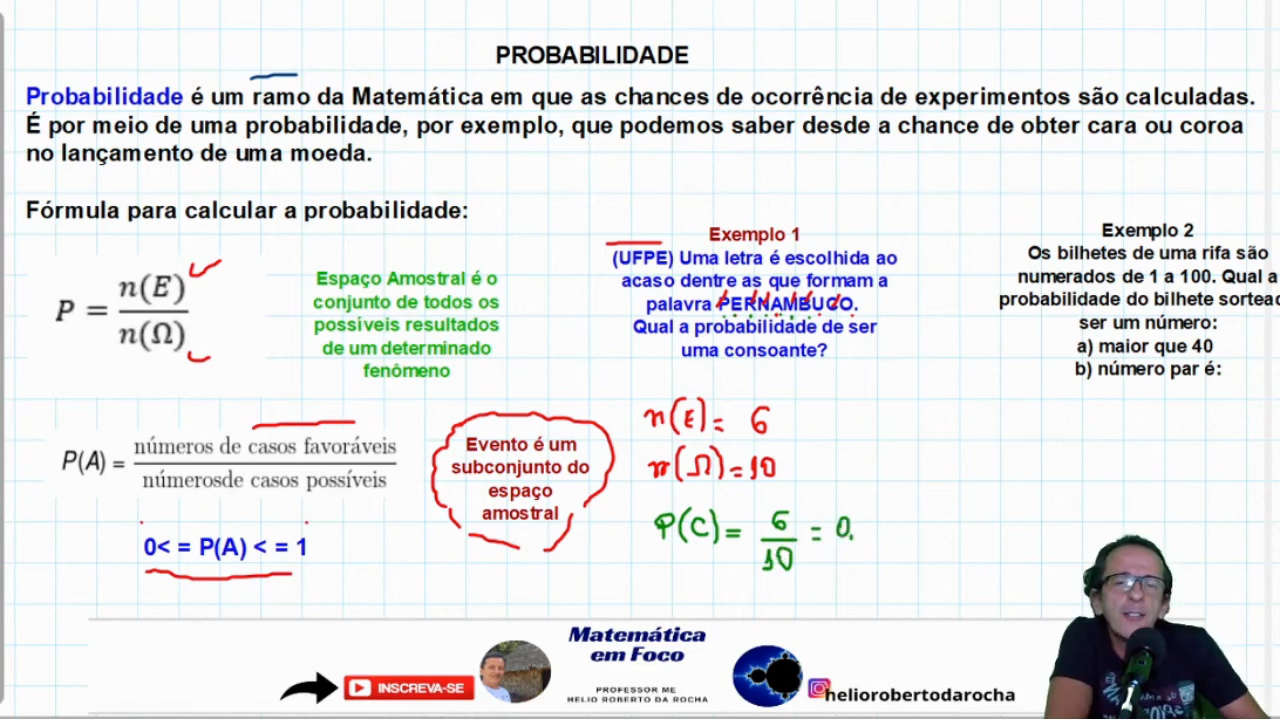 PROBABILIDADE
Probabilidade é um ramo da Matemática em que as chances de ocorrência de experimentos são calculadas.
É por meio de uma probabilidade, por exemplo, que podemos saber desde a chance de obter cara ou coroa
no lançamento de uma moeda.
Fórmula para calcular a probabilidade:
P = n(E) / n(Ω)
Espaço Amostral é o
conjunto de todos os
possíveis resultados
de um determinado
fenômeno
Exemplo 1
(UFPE) Uma letra é escolhida ao
acaso dentre as que formam a
palavra PERNAMBUCO.
Qual a probabilidade de ser
uma consoante?
Exemplo 2
Os bilhetes de uma rifa são
numerados de 1 a 100. Qual a
probabilidade do bilhete sortead
ser um número:
a) maior que 40
b) número par é:
P(A) = números de casos favoráveis / númerosde casos possíveis
0< = P(A) < = 1
Evento é um
subconjunto do
espaço
amostral
n(E) = 6
n(Ω) = 10
P(C) = 6/10 = 0.
INSCREVA-SE
Matemática
em Foco
PROFESSOR ME
HELIO ROBERTO DA ROCHA
heliorobertodarocha